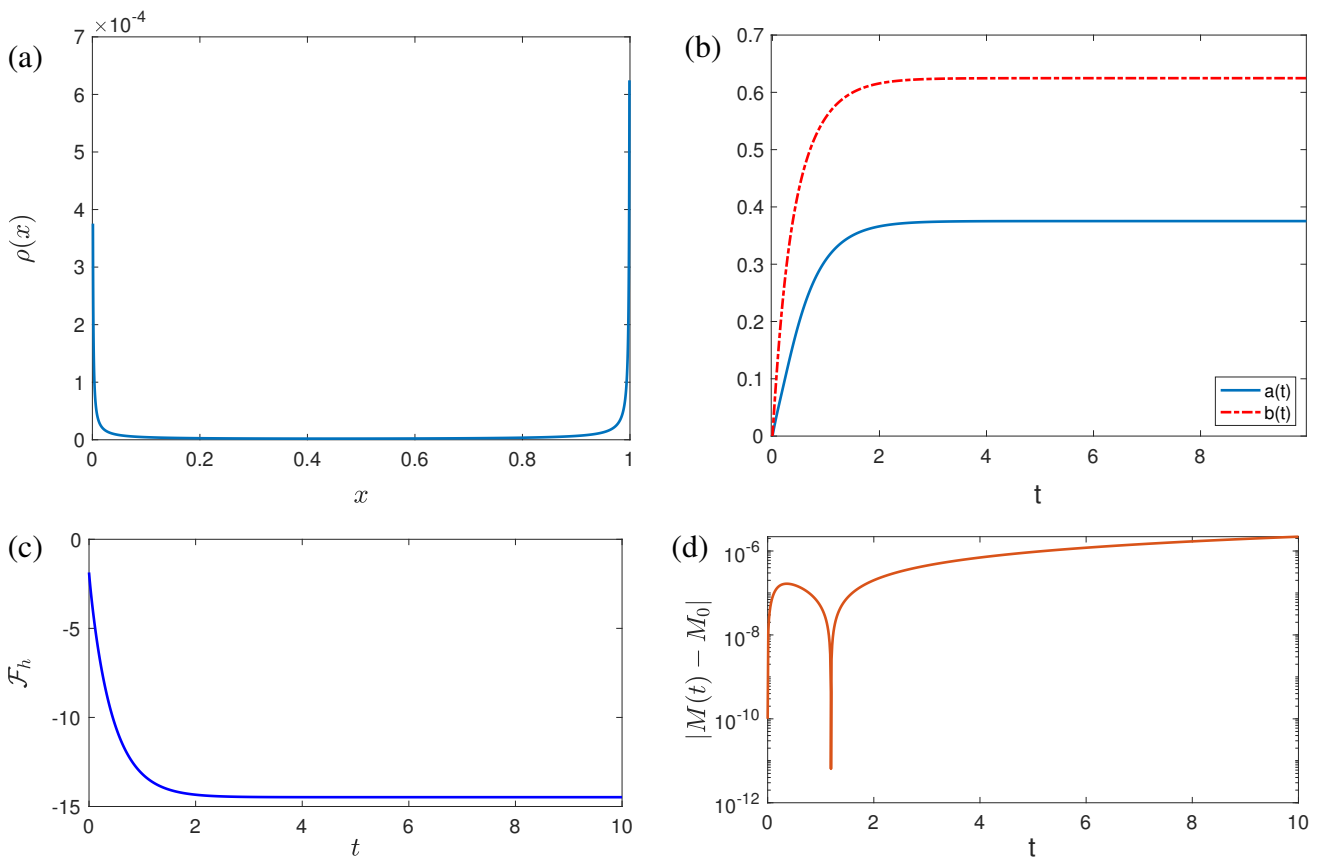 (a)
×10⁻⁴
7
6
5
4
3
2
1
0
0 0.2 0.4 0.6 0.8 1
ρ(x)
x
(b)
0.7
0.6
0.5
0.4
0.3
0.2
0.1
0
0 2 4 6 8
t
a(t)
b(t)
(c)
0
-5
-10
-15
0 2 4 6 8 10
ℱₕ
t
(d)
10⁻⁶
10⁻⁸
10⁻¹⁰
10⁻¹²
0 2 4 6 8 10
|M(t) − M₀|
t